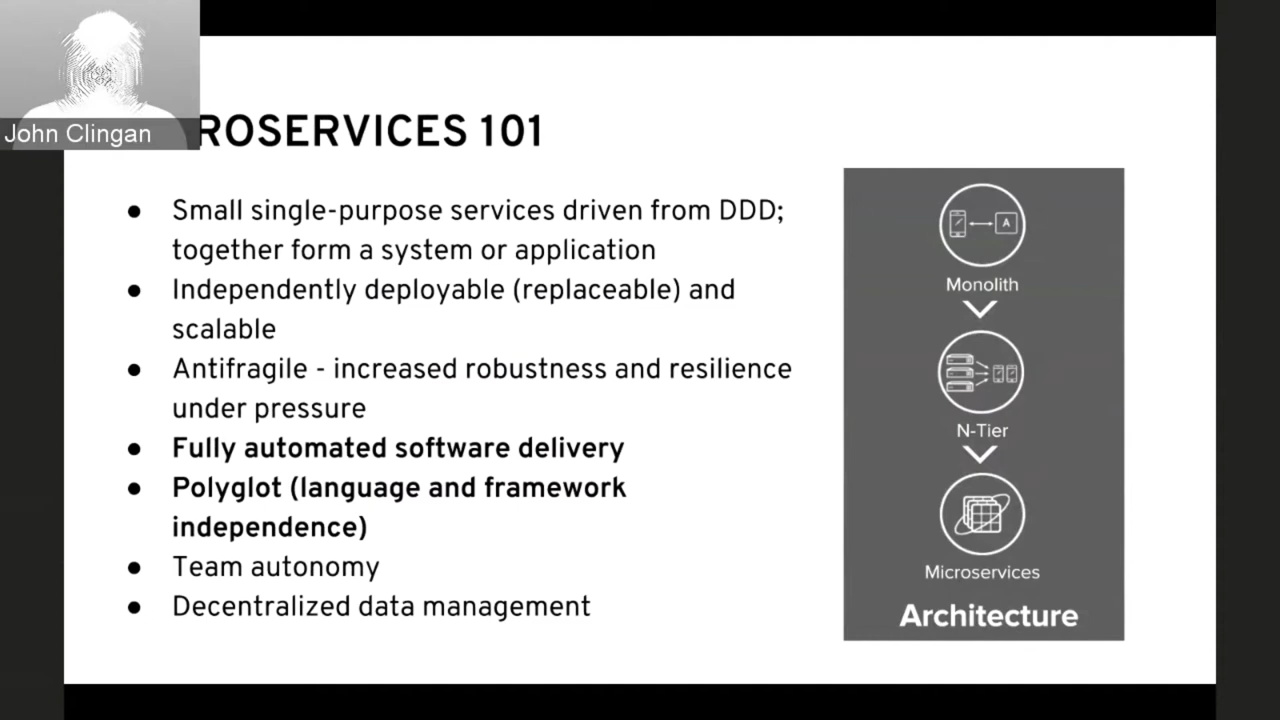 John Clingan
ROSERVICES 101
● Small single-purpose services driven from DDD;
together form a system or application
● Independently deployable (replaceable) and
scalable
● Antifragile - increased robustness and resilience
under pressure
● Fully automated software delivery
● Polyglot (language and framework
independence)
● Team autonomy
● Decentralized data management
A
Monolith
N-Tier
Microservices
Architecture